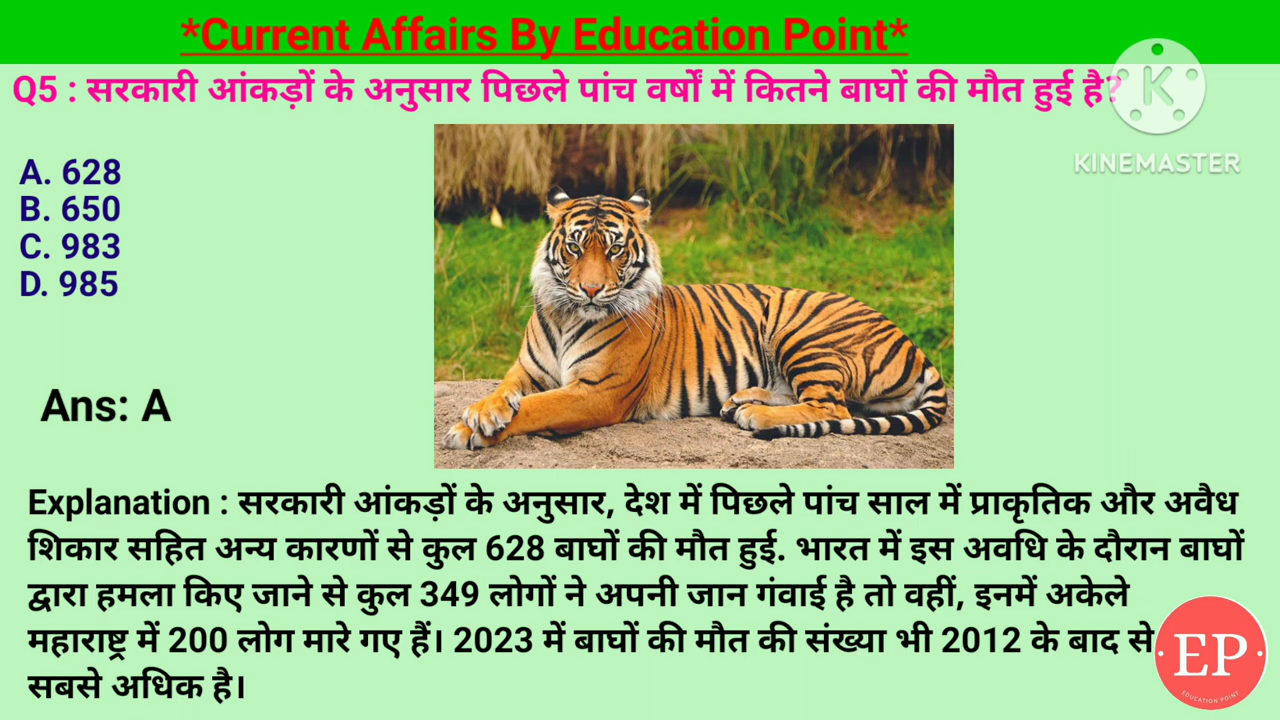 *Current Affairs By Education Point*
Q5 : सरकारी आंकड़ों के अनुसार पिछले पांच वर्षों में कितने बाघों की मौत हुई है?
K
KINEMASTER
A. 628
B. 650
C. 983
D. 985
Ans: A
Explanation : सरकारी आंकड़ों के अनुसार, देश में पिछले पांच साल में प्राकृतिक और अवैध
शिकार सहित अन्य कारणों से कुल 628 बाघों की मौत हुई. भारत में इस अवधि के दौरान बाघों
द्वारा हमला किए जाने से कुल 349 लोगों ने अपनी जान गंवाई है तो वहीं, इनमें अकेले
महाराष्ट्र में 200 लोग मारे गए हैं। 2023 में बाघों की मौत की संख्या भी 2012 के बाद से
सबसे अधिक है।
EP
EDUCATION POINT